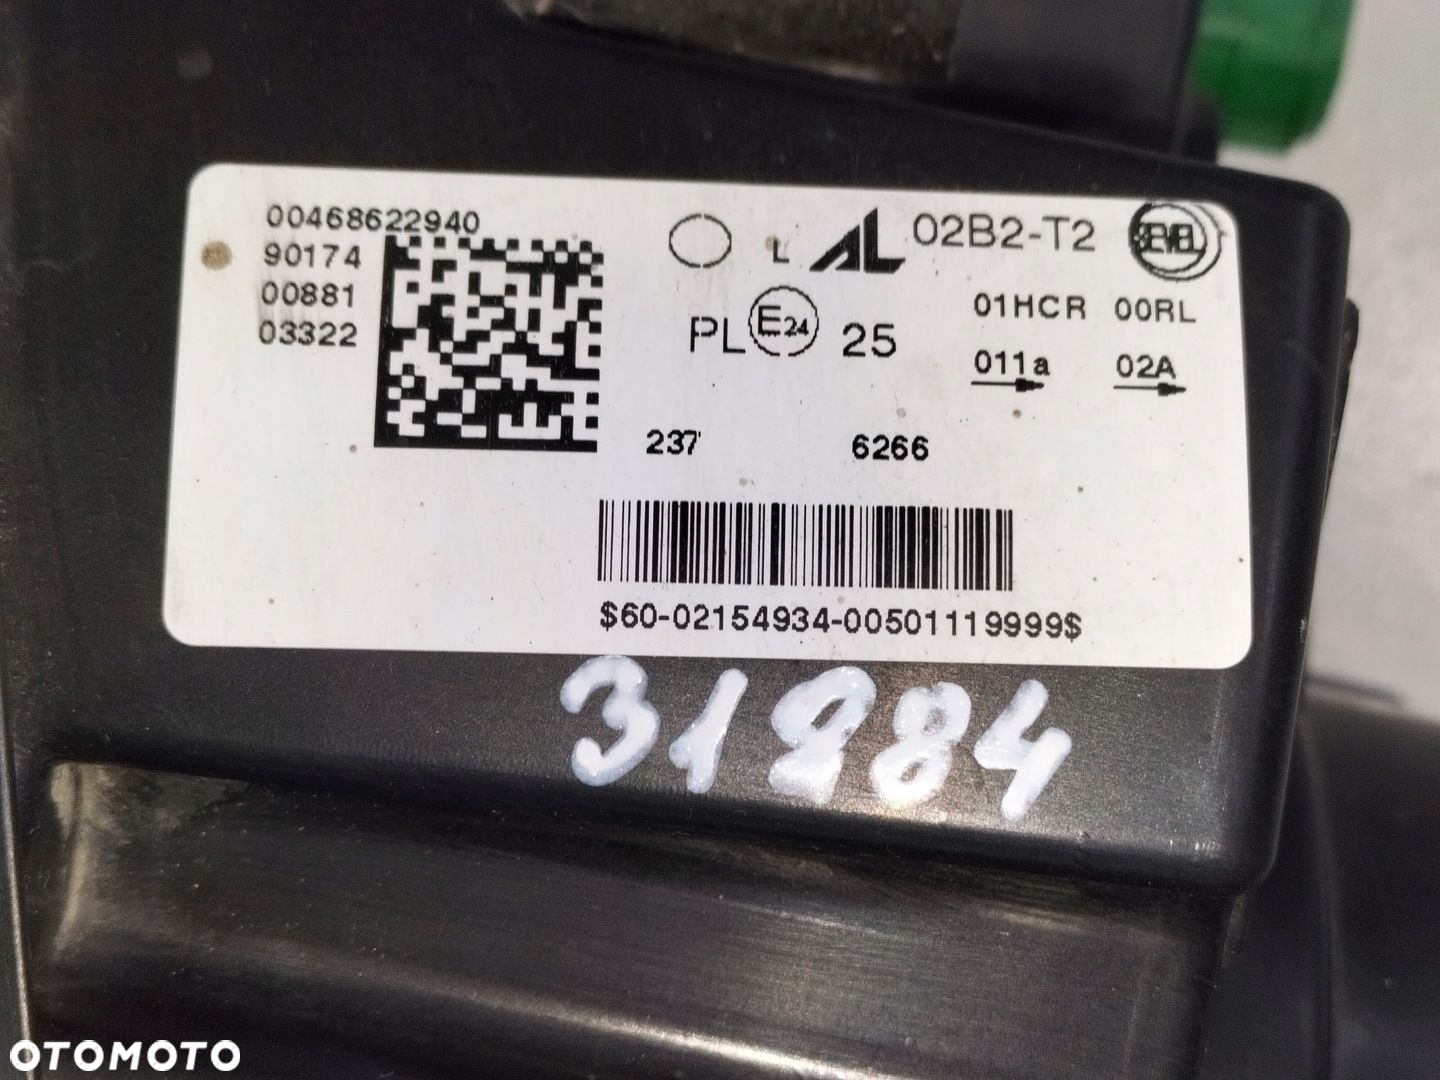 00468622940
90174
00881
03322
L AL 02B2-T2 SEVEL
PL E24 25
01HCR 00RL
011a 02A
237 6266
$60-02154934-00501119999$
31884
OTOMOTO